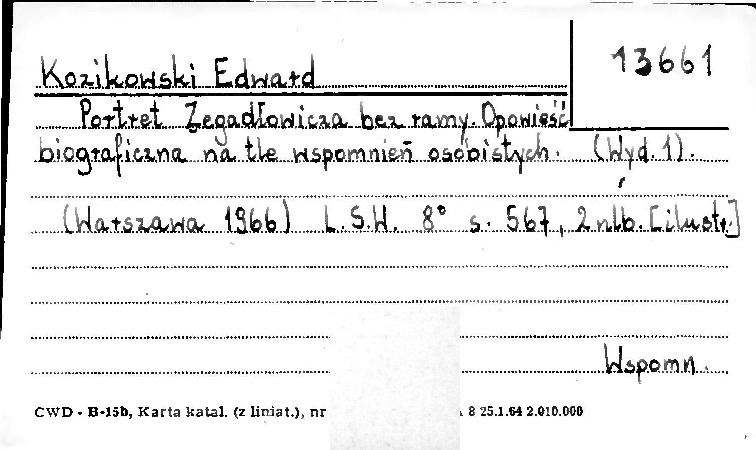 13661
Kozikowski Edward
Portret Zegadłowicza bez ramy. Opowieść
biograficzna na tle wspomnień osobistych. (Wyd. 1).
(Warszawa 1966) L.S.W. 8° s. 567, 2 nlb. [ilustr.]
Wspomn.
CWD - B-15b, Karta katal. (z liniat.), nr 8 25.1.64 2.010.000